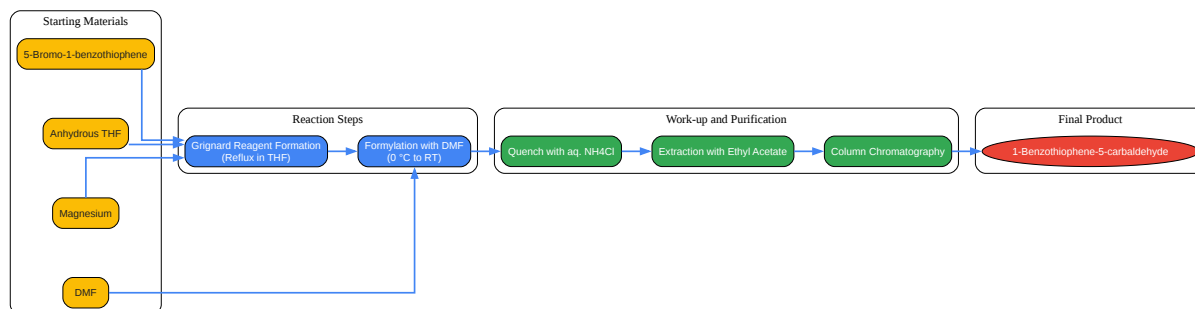 Starting Materials
5-Bromo-1-benzothiophene
Anhydrous THF
Magnesium
DMF
Reaction Steps
Grignard Reagent Formation
(Reflux in THF)
Formylation with DMF
(0 °C to RT)
Work-up and Purification
Quench with aq. NH4Cl
Extraction with Ethyl Acetate
Column Chromatography
Final Product
1-Benzothiophene-5-carbaldehyde